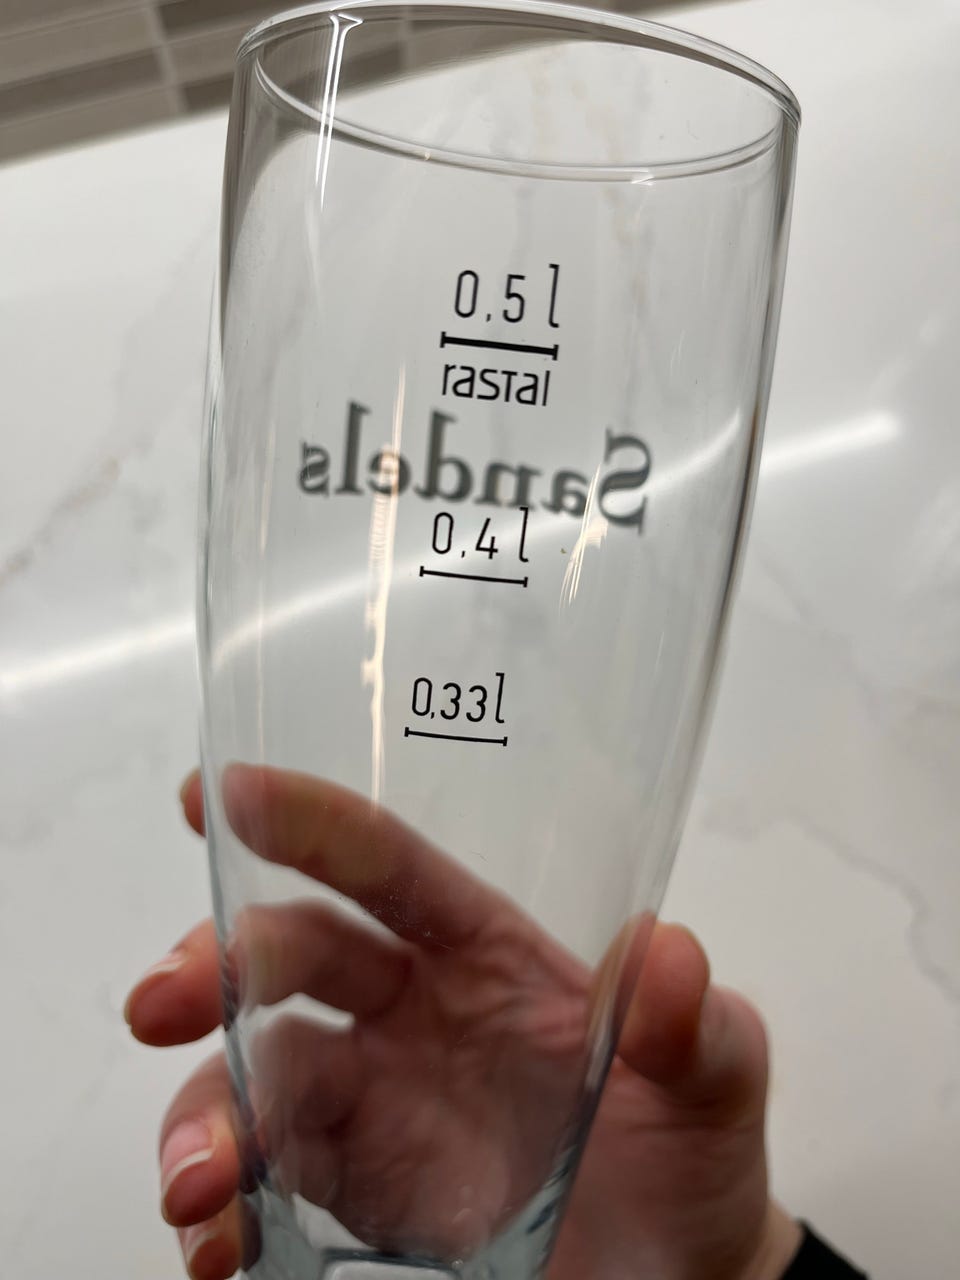 0,5 l
rastal
Sandels
0,4 l
0,33 l